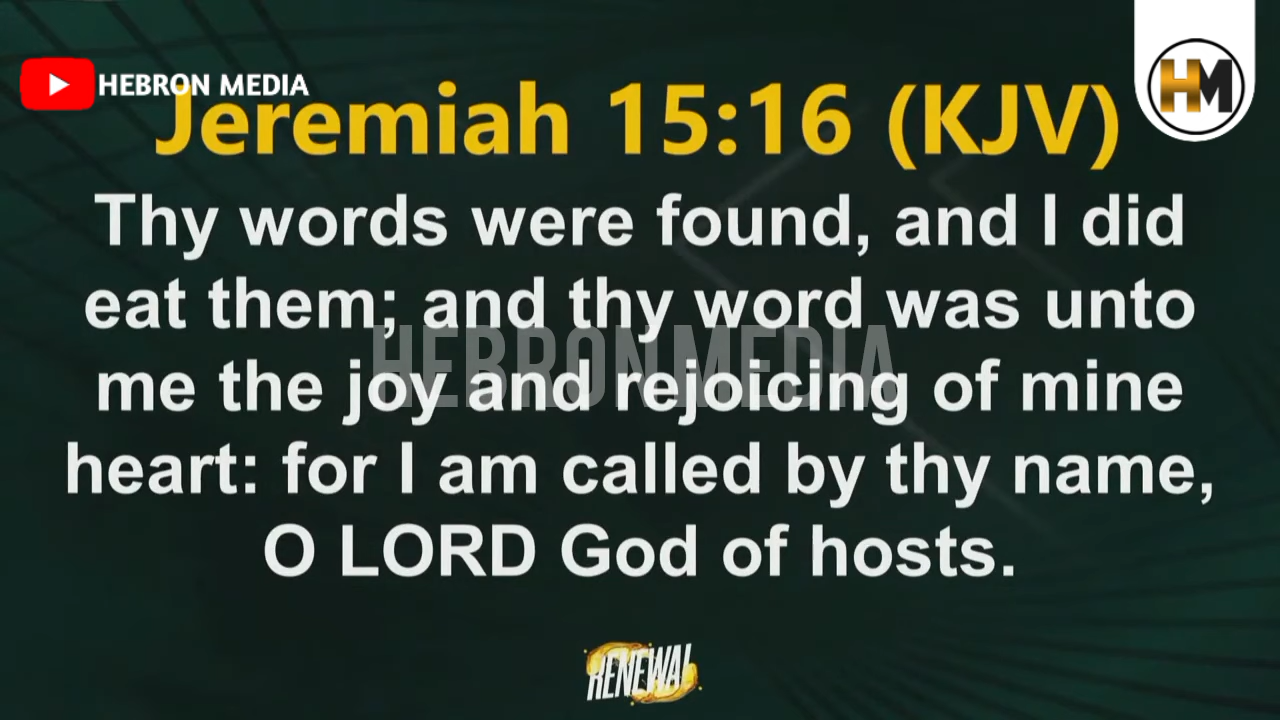 HEBRON MEDIA
HM
Jeremiah 15:16 (KJV)
Thy words were found, and I did
eat them; and thy word was unto
HEBRON MEDIA
me the joy and rejoicing of mine
heart: for I am called by thy name,
O LORD God of hosts.
RENEWAL